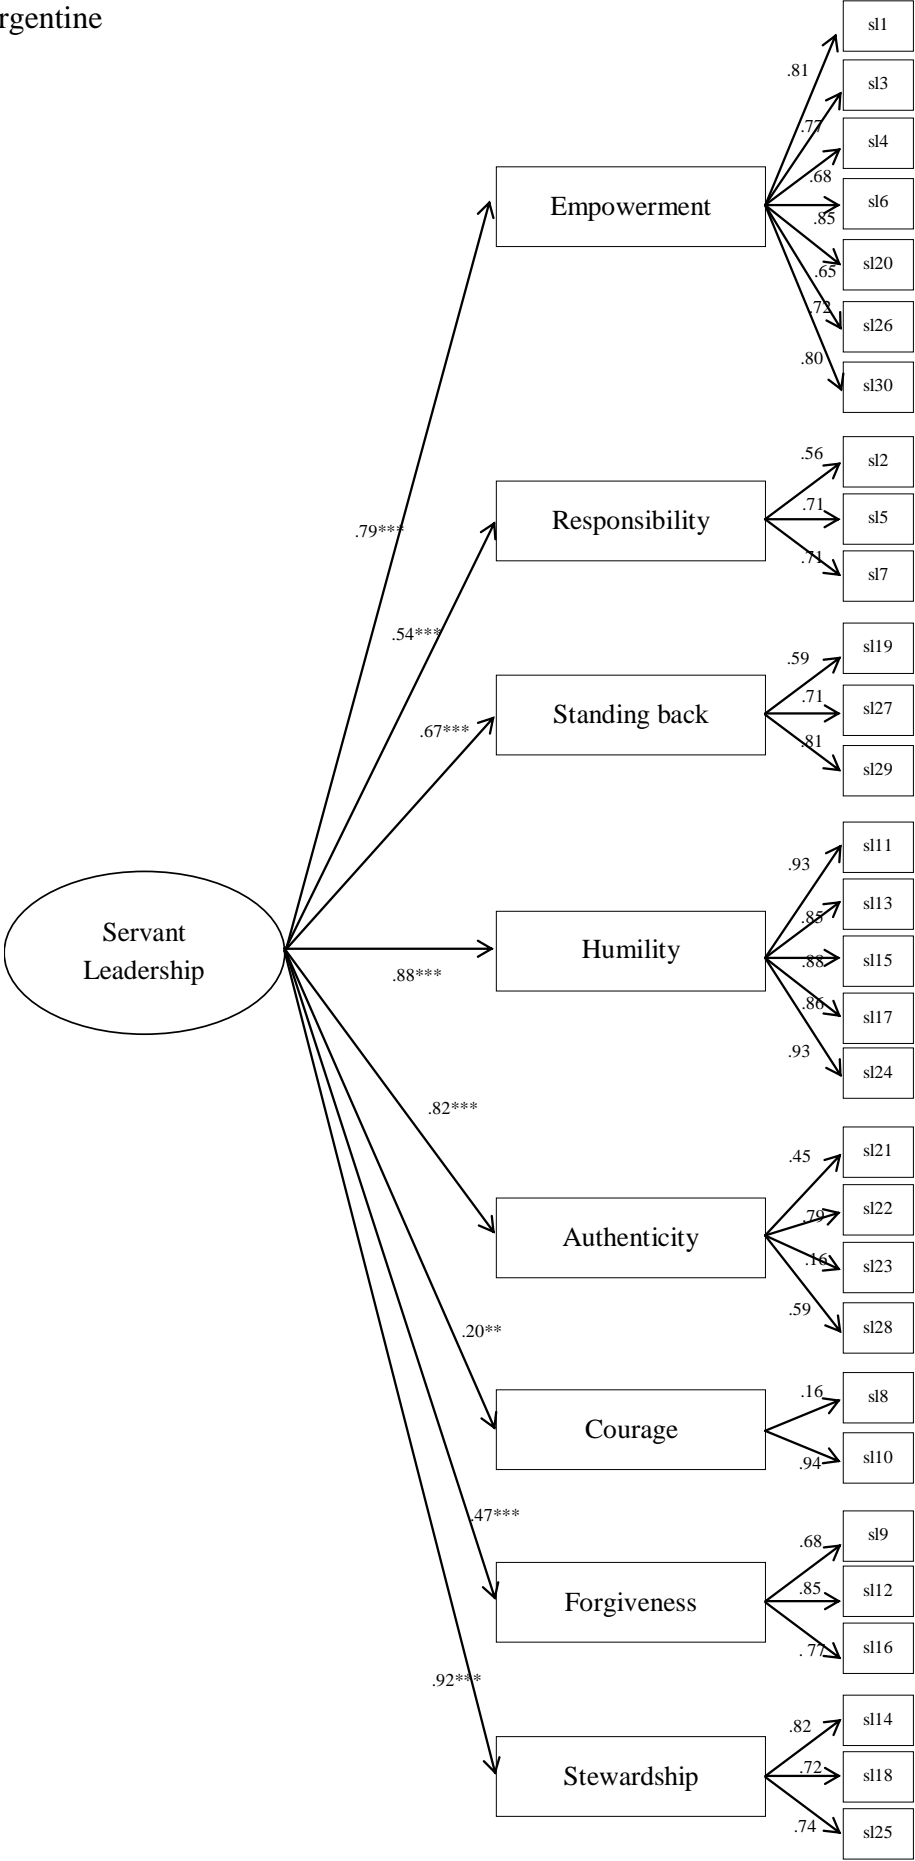 rgentine
sl1
.81
sl3
.77
sl4
.68
Empowerment
sl6
.85
sl20
.65
.72
sl26
.80
sl30
.56
sl2
.71
Responsibility
sl5
.79***
.71
sl7
.54***
.59
sl19
.71
Standing back
sl27
.67***
.81
sl29
.93
sl11
.85
sl13
Servant
Leadership
Humility
.88***
.88
sl15
.86
sl17
.93
sl24
.82***
.45
sl21
.79
sl22
Authenticity
.16
sl23
.59
sl28
.20**
.16
sl8
Courage
.94
sl10
.47***
.68
sl9
.85
sl12
Forgiveness
. 77
sl16
.92***
.82
sl14
.72
Stewardship
sl18
.74
sl25